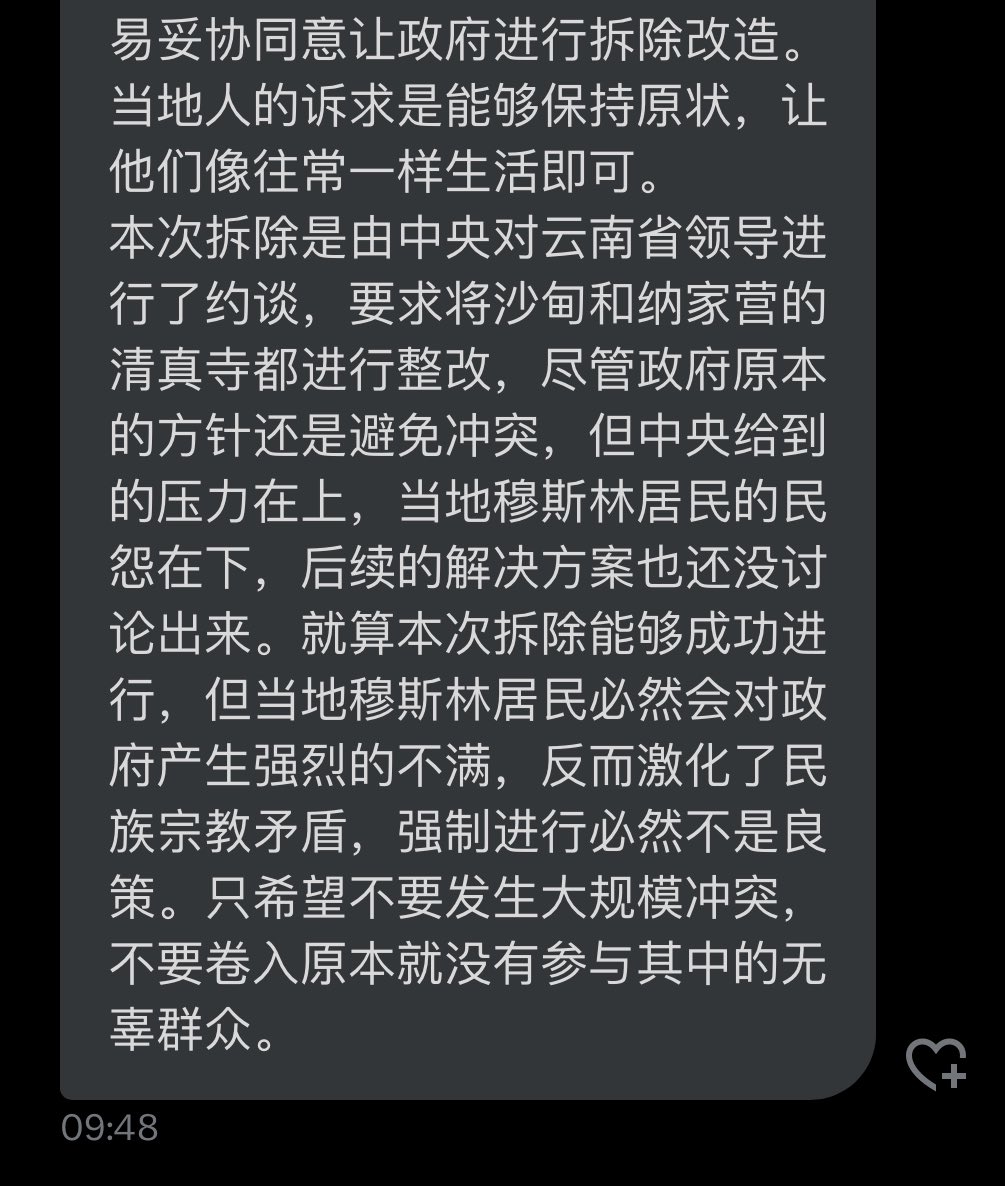 易妥协同意让政府进行拆除改造。
当地人的诉求是能够保持原状，让
他们像往常一样生活即可。
本次拆除是由中央对云南省领导进
行了约谈，要求将沙甸和纳家营的
清真寺都进行整改，尽管政府原本
的方针还是避免冲突，但中央给到
的压力在上，当地穆斯林居民的民
怨在下，后续的解决方案也还没讨
论出来。就算本次拆除能够成功进
行，但当地穆斯林居民必然会对政
府产生强烈的不满，反而激化了民
族宗教矛盾，强制进行必然不是良
策。只希望不要发生大规模冲突，
不要卷入原本就没有参与其中的无
辜群众。
09:48